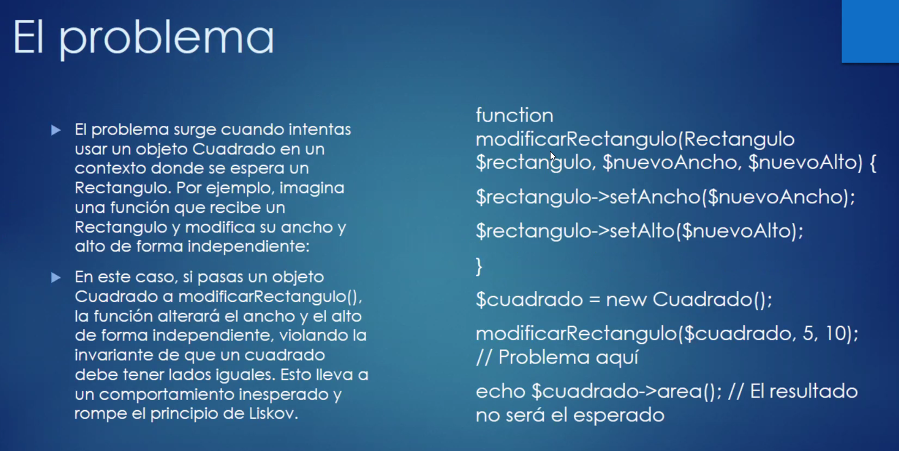 El problema
El problema surge cuando intentas
usar un objeto Cuadrado en un
contexto donde se espera un
Rectangulo. Por ejemplo, imagina
una función que recibe un
Rectangulo y modifica su ancho y
alto de forma independiente:
En este caso, si pasas un objeto
Cuadrado a modificarRectangulo(),
la función alterará el ancho y el alto
de forma independiente, violando la
invariante de que un cuadrado
debe tener lados iguales. Esto lleva a
un comportamiento inesperado y
rompe el principio de Liskov.
function
modificarRectangulo(Rectangulo
$rectangulo, $nuevoAncho, $nuevoAlto) {
$rectangulo->setAncho($nuevoAncho);
$rectangulo->setAlto($nuevoAlto);
}
$cuadrado = new Cuadrado();
modificarRectangulo($cuadrado, 5, 10);
// Problema aquí
echo $cuadrado->area(); // El resultado
no será el esperado